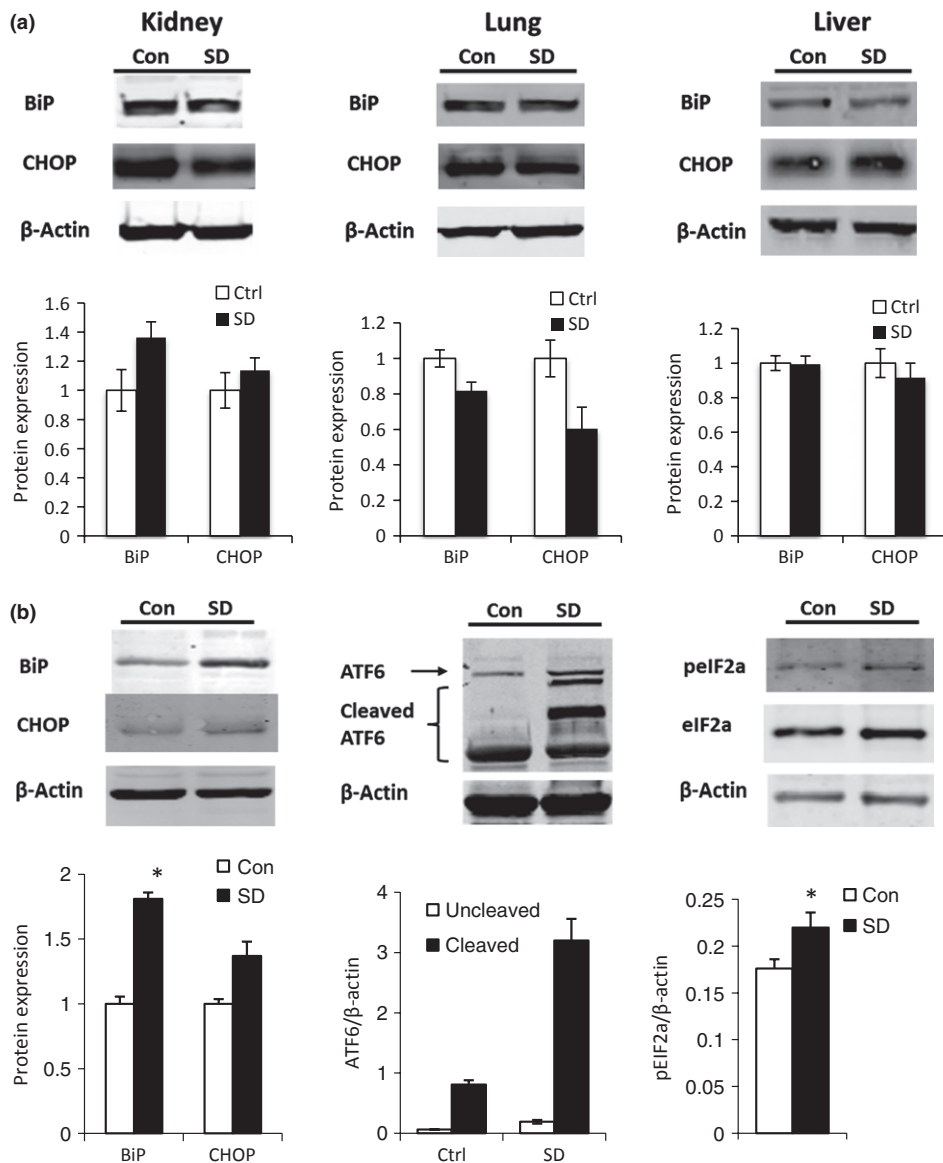 (a)
Kidney
Con SD
BiP
CHOP
β-Actin
Lung
Con SD
BiP
CHOP
β-Actin
Liver
Con SD
BiP
CHOP
β-Actin
Protein expression
1.6
1.4
1.2
1
0.8
0.6
0.4
0.2
0
Ctrl
SD
BiP CHOP
Protein expression
1.2
1
0.8
0.6
0.4
0.2
0
Ctrl
SD
BiP CHOP
Protein expression
1.2
1
0.8
0.6
0.4
0.2
0
Ctrl
SD
BiP CHOP
(b)
Con SD
BiP
CHOP
β-Actin
Con SD
ATF6
Cleaved
ATF6
β-Actin
Con SD
peIF2a
eIF2a
β-Actin
Protein expression
2
1.5
1
0.5
0
*
Con
SD
BiP CHOP
ATF6/β-actin
4
3
2
1
0
Uncleaved
Cleaved
Ctrl SD
pEIF2a/β-actin
0.25
0.2
0.15
0.1
0.05
0
*
Con
SD